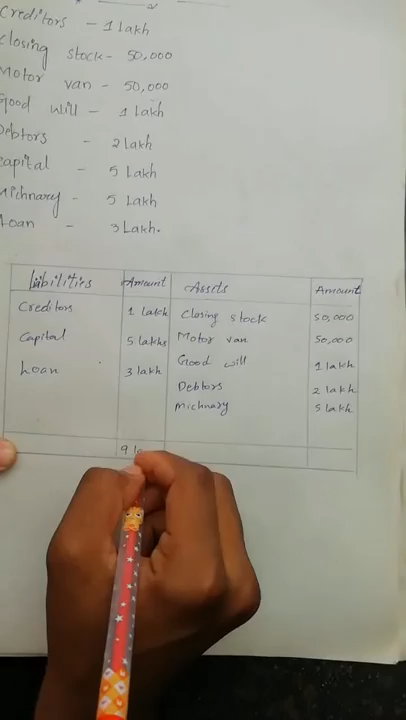 Creditors - 1 Lakh
closing stock - 50,000
Motor van - 50,000
Good will - 1 Lakh
Debtors - 2 Lakh
capital - 5 Lakh
Michnary - 5 Lakh
Loan - 3 Lakh.
Liibilities Amount Assets Amount
Creditors 1 lakh closing stock 50,000
Capital 5 lakhs Motor van 50,000
Loan 3 lakh Good will 1 lakh
Debtors 2 lakh
Michnary 5 lakh
9 la